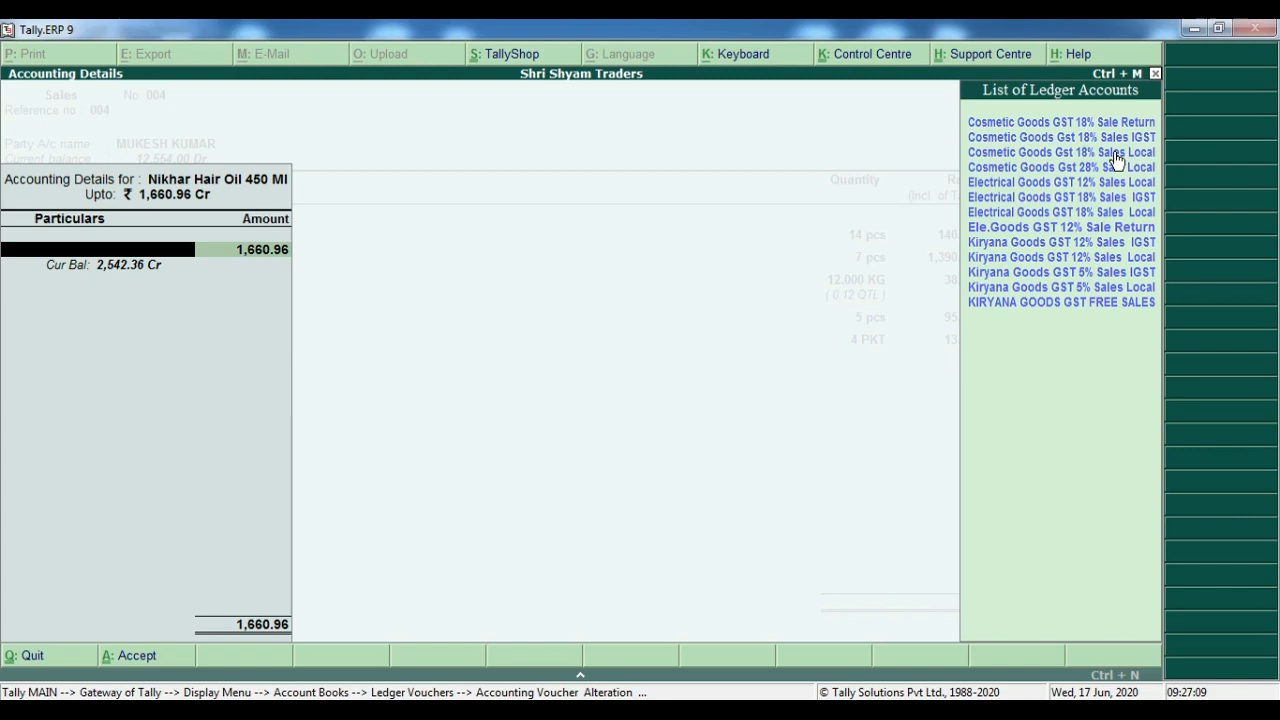 Tally.ERP 9
P: Print E: Export M: E-Mail O: Upload S: TallyShop G: Language K: Keyboard K: Control Centre H: Support Centre H: Help
Accounting Details Shri Shyam Traders Ctrl + M
Sales No. 004
Reference no.: 004
Party A/c name MUKESH KUMAR
Current balance 12,554.00 Dr
Accounting Details for : Nikhar Hair Oil 450 Ml
Upto: ₹ 1,660.96 Cr
Particulars Amount
1,660.96
Cur Bal: 2,542.36 Cr
1,660.96
Quantity
(Incl. of
14 pcs 140.
7 pcs 1,390.
12.000 KG 38.
( 0.12 QTL )
5 pcs 95.
4 PKT 13.
List of Ledger Accounts
Cosmetic Goods GST 18% Sale Return
Cosmetic Goods Gst 18% Sales IGST
Cosmetic Goods Gst 18% Sales Local
Cosmetic Goods Gst 28% Local
Electrical Goods GST 12% Sales Local
Electrical Goods GST 18% Sales IGST
Electrical Goods GST 18% Sales Local
Ele.Goods GST 12% Sale Return
Kiryana Goods GST 12% Sales IGST
Kiryana Goods GST 12% Sales Local
Kiryana Goods GST 5% Sales IGST
Kiryana Goods GST 5% Sales Local
KIRYANA GOODS GST FREE SALES
Q: Quit A: Accept
Ctrl + N
Tally MAIN --> Gateway of Tally --> Display Menu --> Account Books --> Ledger Vouchers --> Accounting Voucher Alteration ... © Tally Solutions Pvt Ltd., 1988-2020 Wed, 17 Jun, 2020 09:27:09